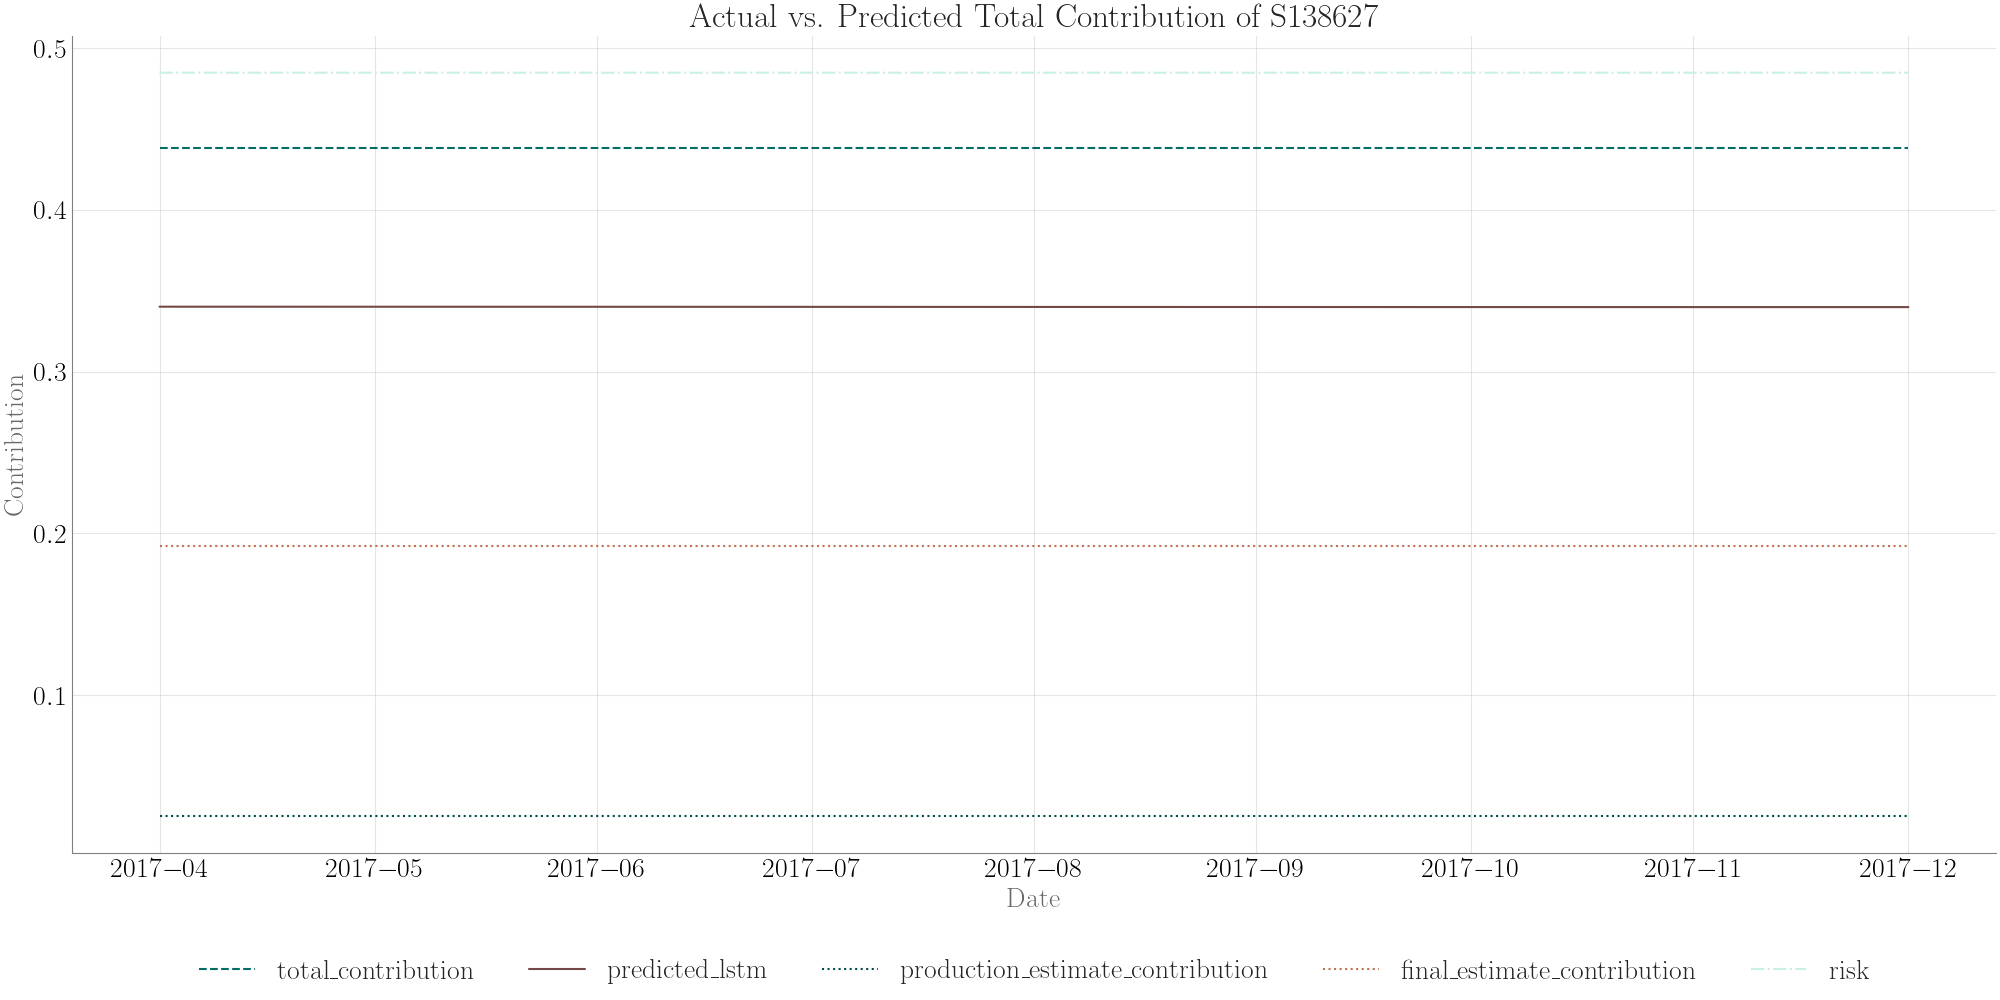 Actual vs. Predicted Total Contribution of S138627
0.5
0.4
0.3
0.2
0.1
Contribution
2017–04 2017–05 2017–06 2017–07 2017–08 2017–09 2017–10 2017–11 2017–12
Date
total_contribution predicted_lstm production_estimate_contribution final_estimate_contribution risk